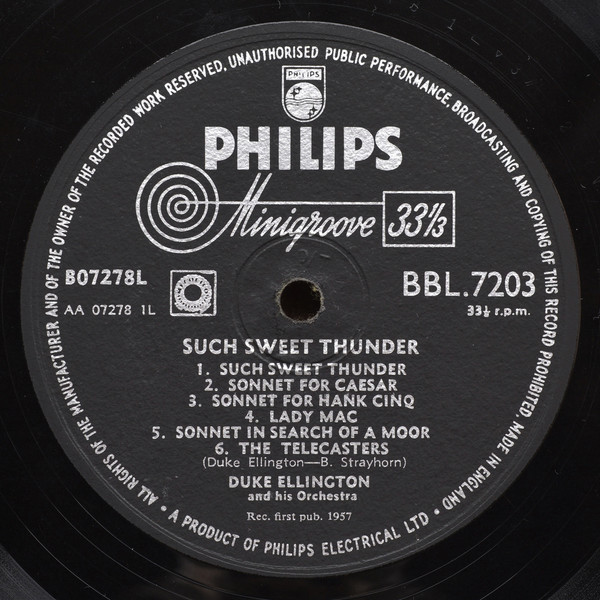 ALL RIGHTS OF THE MANUFACTURER AND OF THE OWNER OF THE RECORDED WORK RESERVED, UNAUTHORISED PUBLIC PERFORMANCE, BROADCASTING AND COPYING OF THIS RECORD PROHIBITED. MADE IN ENGLAND
PHILIPS
PHILIPS
Minigroove 33⅓
B07278L
BBL.7203
AA 07278 1L
33⅓ r.p.m.
SUCH SWEET THUNDER
1. SUCH SWEET THUNDER
2. SONNET FOR CAESAR
3. SONNET FOR HANK CINQ
4. LADY MAC
5. SONNET IN SEARCH OF A MOOR
6. THE TELECASTERS
(Duke Ellington—B. Strayhorn)
DUKE ELLINGTON
and his Orchestra
Rec. first pub. 1957
• A PRODUCT OF PHILIPS ELECTRICAL LTD •